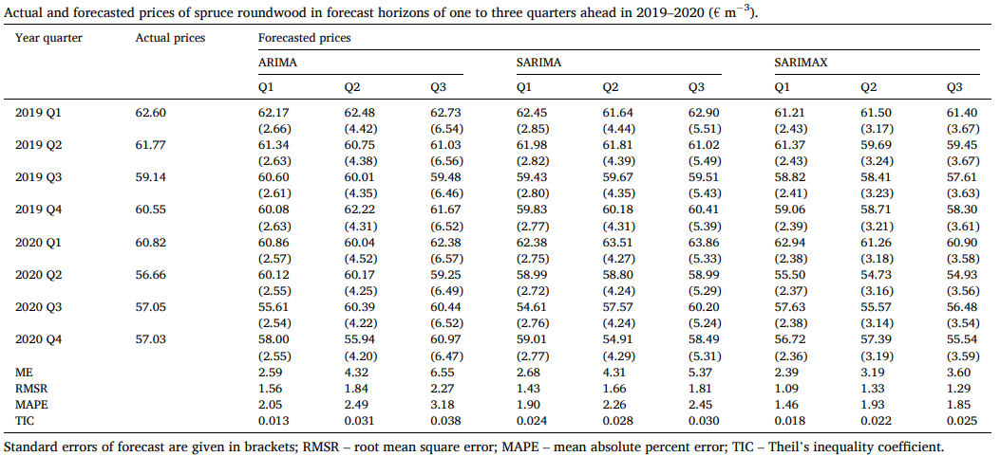 Actual and forecasted prices of spruce roundwood in forecast horizons of one to three quarters ahead in 2019–2020 (€ m−3).
Year quarter Actual prices Forecasted prices
ARIMA SARIMA SARIMAX
Q1 Q2 Q3 Q1 Q2 Q3 Q1 Q2 Q3
2019 Q1 62.60 62.17 62.48 62.73 62.45 61.64 62.90 61.21 61.50 61.40
(2.66) (4.42) (6.54) (2.85) (4.44) (5.51) (2.43) (3.17) (3.67)
2019 Q2 61.77 61.34 60.75 61.03 61.98 61.81 61.02 61.37 59.69 59.45
(2.63) (4.38) (6.56) (2.82) (4.39) (5.49) (2.43) (3.24) (3.67)
2019 Q3 59.14 60.60 60.01 59.48 59.43 59.67 59.51 58.82 58.41 57.61
(2.61) (4.35) (6.46) (2.80) (4.35) (5.43) (2.41) (3.23) (3.63)
2019 Q4 60.55 60.08 62.22 61.67 59.83 60.18 60.41 59.06 58.71 58.30
(2.63) (4.31) (6.52) (2.77) (4.31) (5.39) (2.39) (3.21) (3.61)
2020 Q1 60.82 60.86 60.04 62.38 62.38 63.51 63.86 62.94 61.26 60.90
(2.57) (4.52) (6.57) (2.75) (4.27) (5.33) (2.38) (3.18) (3.58)
2020 Q2 56.66 60.12 60.17 59.25 58.99 58.80 58.99 55.50 54.73 54.93
(2.55) (4.25) (6.49) (2.72) (4.24) (5.29) (2.37) (3.16) (3.56)
2020 Q3 57.05 55.61 60.39 60.44 54.61 57.57 60.20 57.63 55.57 56.48
(2.54) (4.22) (6.52) (2.76) (4.24) (5.24) (2.38) (3.14) (3.54)
2020 Q4 57.03 58.00 55.94 60.97 59.01 54.91 58.49 56.72 57.39 55.54
(2.55) (4.20) (6.47) (2.77) (4.29) (5.31) (2.36) (3.19) (3.59)
ME 2.59 4.32 6.55 2.68 4.31 5.37 2.39 3.19 3.60
RMSR 1.56 1.84 2.27 1.43 1.66 1.81 1.09 1.33 1.29
MAPE 2.05 2.49 3.18 1.90 2.26 2.45 1.46 1.93 1.85
TIC 0.013 0.031 0.038 0.024 0.028 0.030 0.018 0.022 0.025
Standard errors of forecast are given in brackets; RMSR – root mean square error; MAPE – mean absolute percent error; TIC – Theil's inequality coefficient.